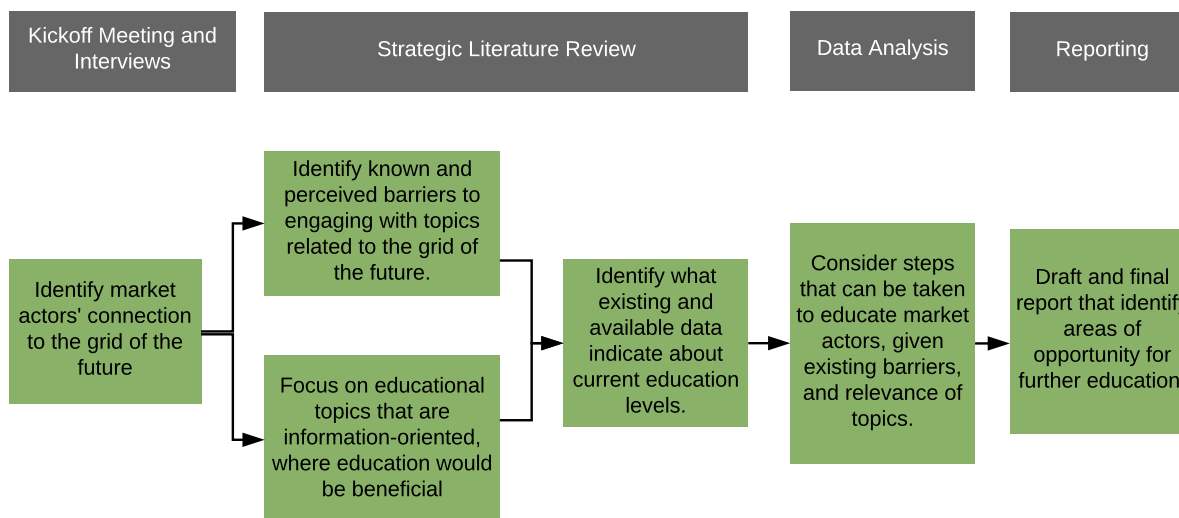 Kickoff Meeting and
Interviews
Strategic Literature Review
Data Analysis
Reporting
Identify market
actors' connection
to the grid of the
future
Identify known and
perceived barriers to
engaging with topics
related to the grid of
the future.
Focus on educational
topics that are
information-oriented,
where education would
be beneficial
Identify what
existing and
available data
indicate about
current education
levels.
Consider steps
that can be taken
to educate market
actors, given
existing barriers,
and relevance of
topics.
Draft and final
report that identify
areas of
opportunity for
further education